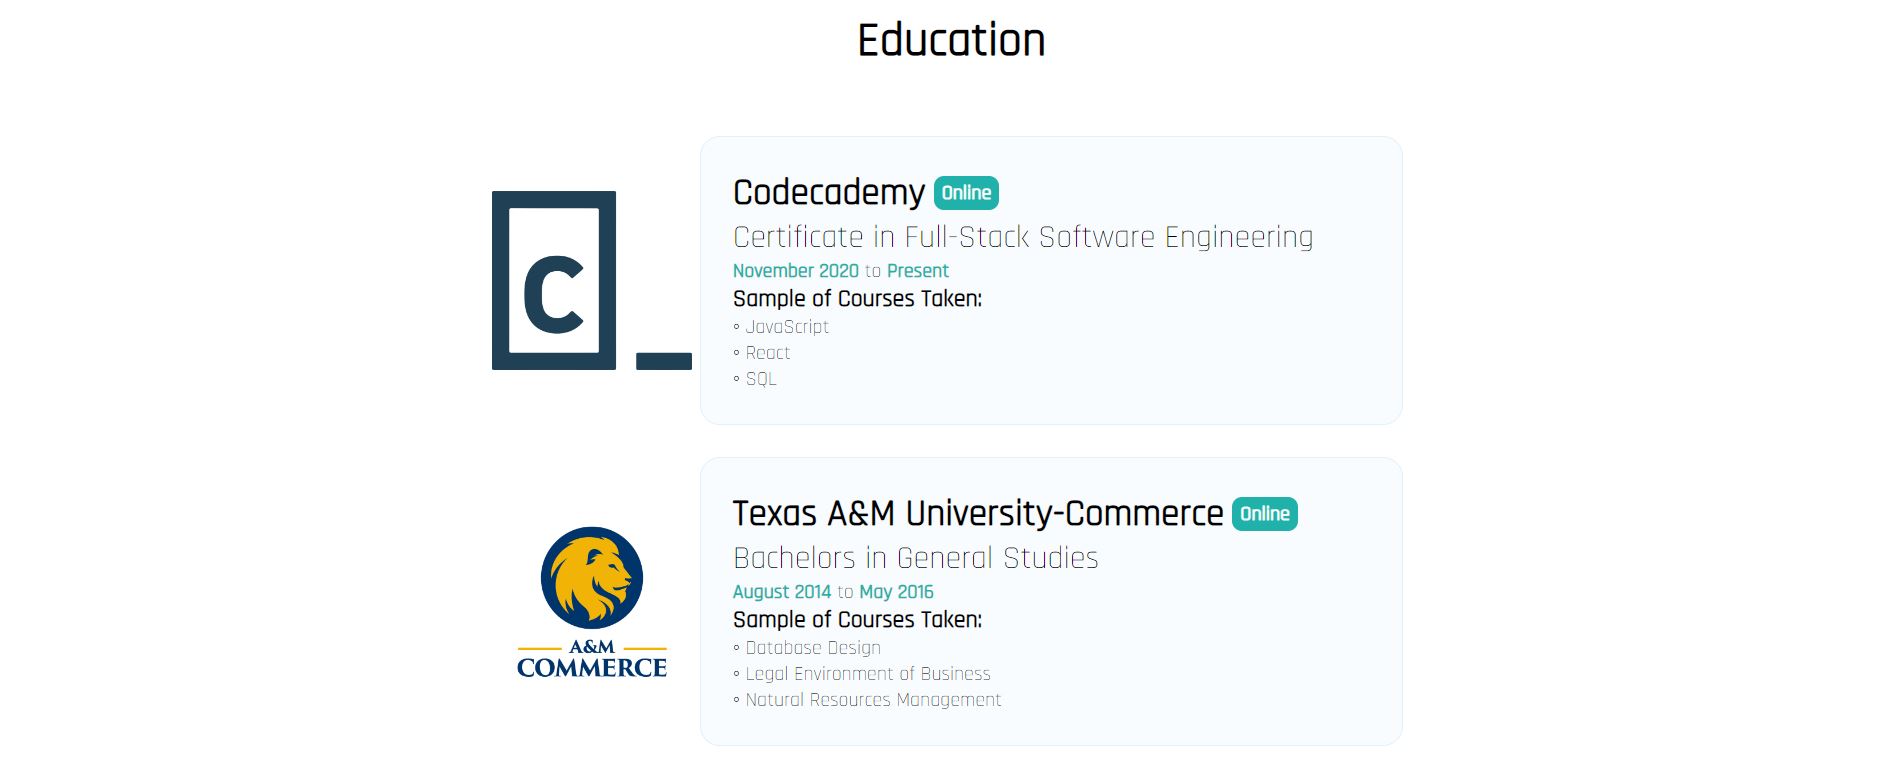 Education
C_
Codecademy Online
Certificate in Full-Stack Software Engineering
November 2020 to Present
Sample of Courses Taken:
◦ JavaScript
◦ React
◦ SQL
A&M
COMMERCE
Texas A&M University-Commerce Online
Bachelors in General Studies
August 2014 to May 2016
Sample of Courses Taken:
◦ Database Design
◦ Legal Environment of Business
◦ Natural Resources Management